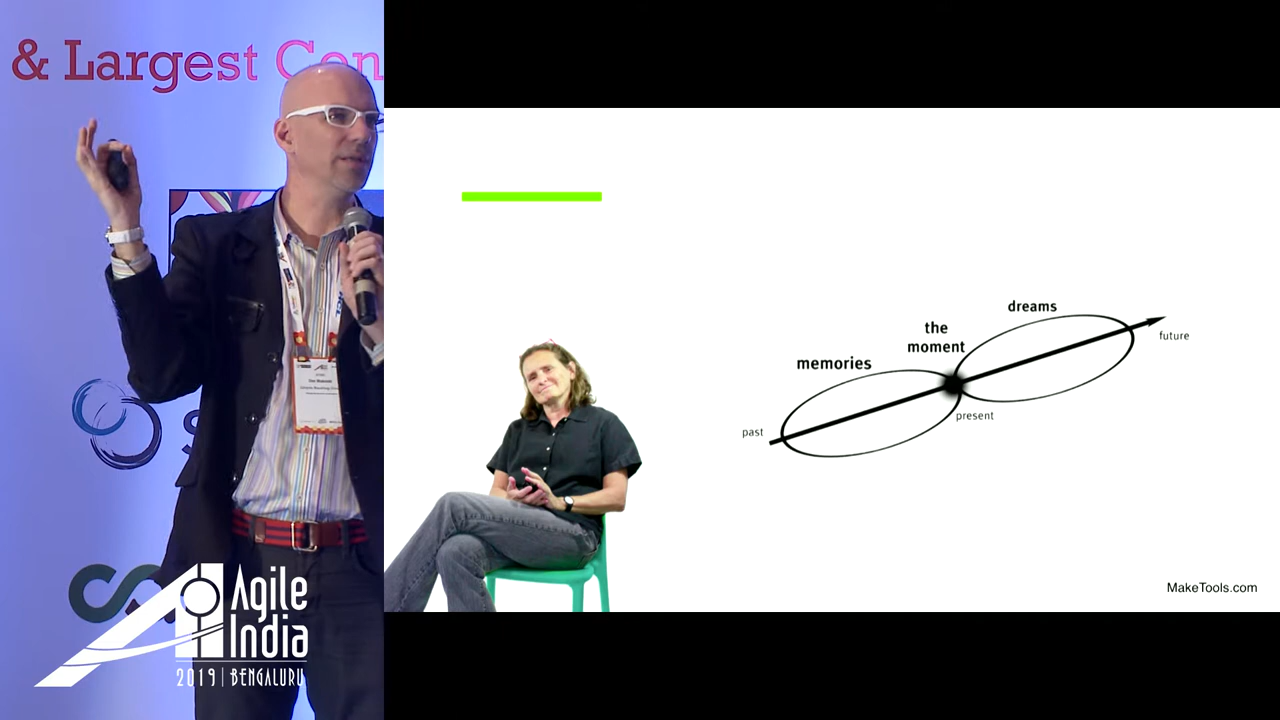 & Largest Con
Agile
India
2019 | BENGALURU
dreams
the
moment
memories
future
present
past
MakeTools.com